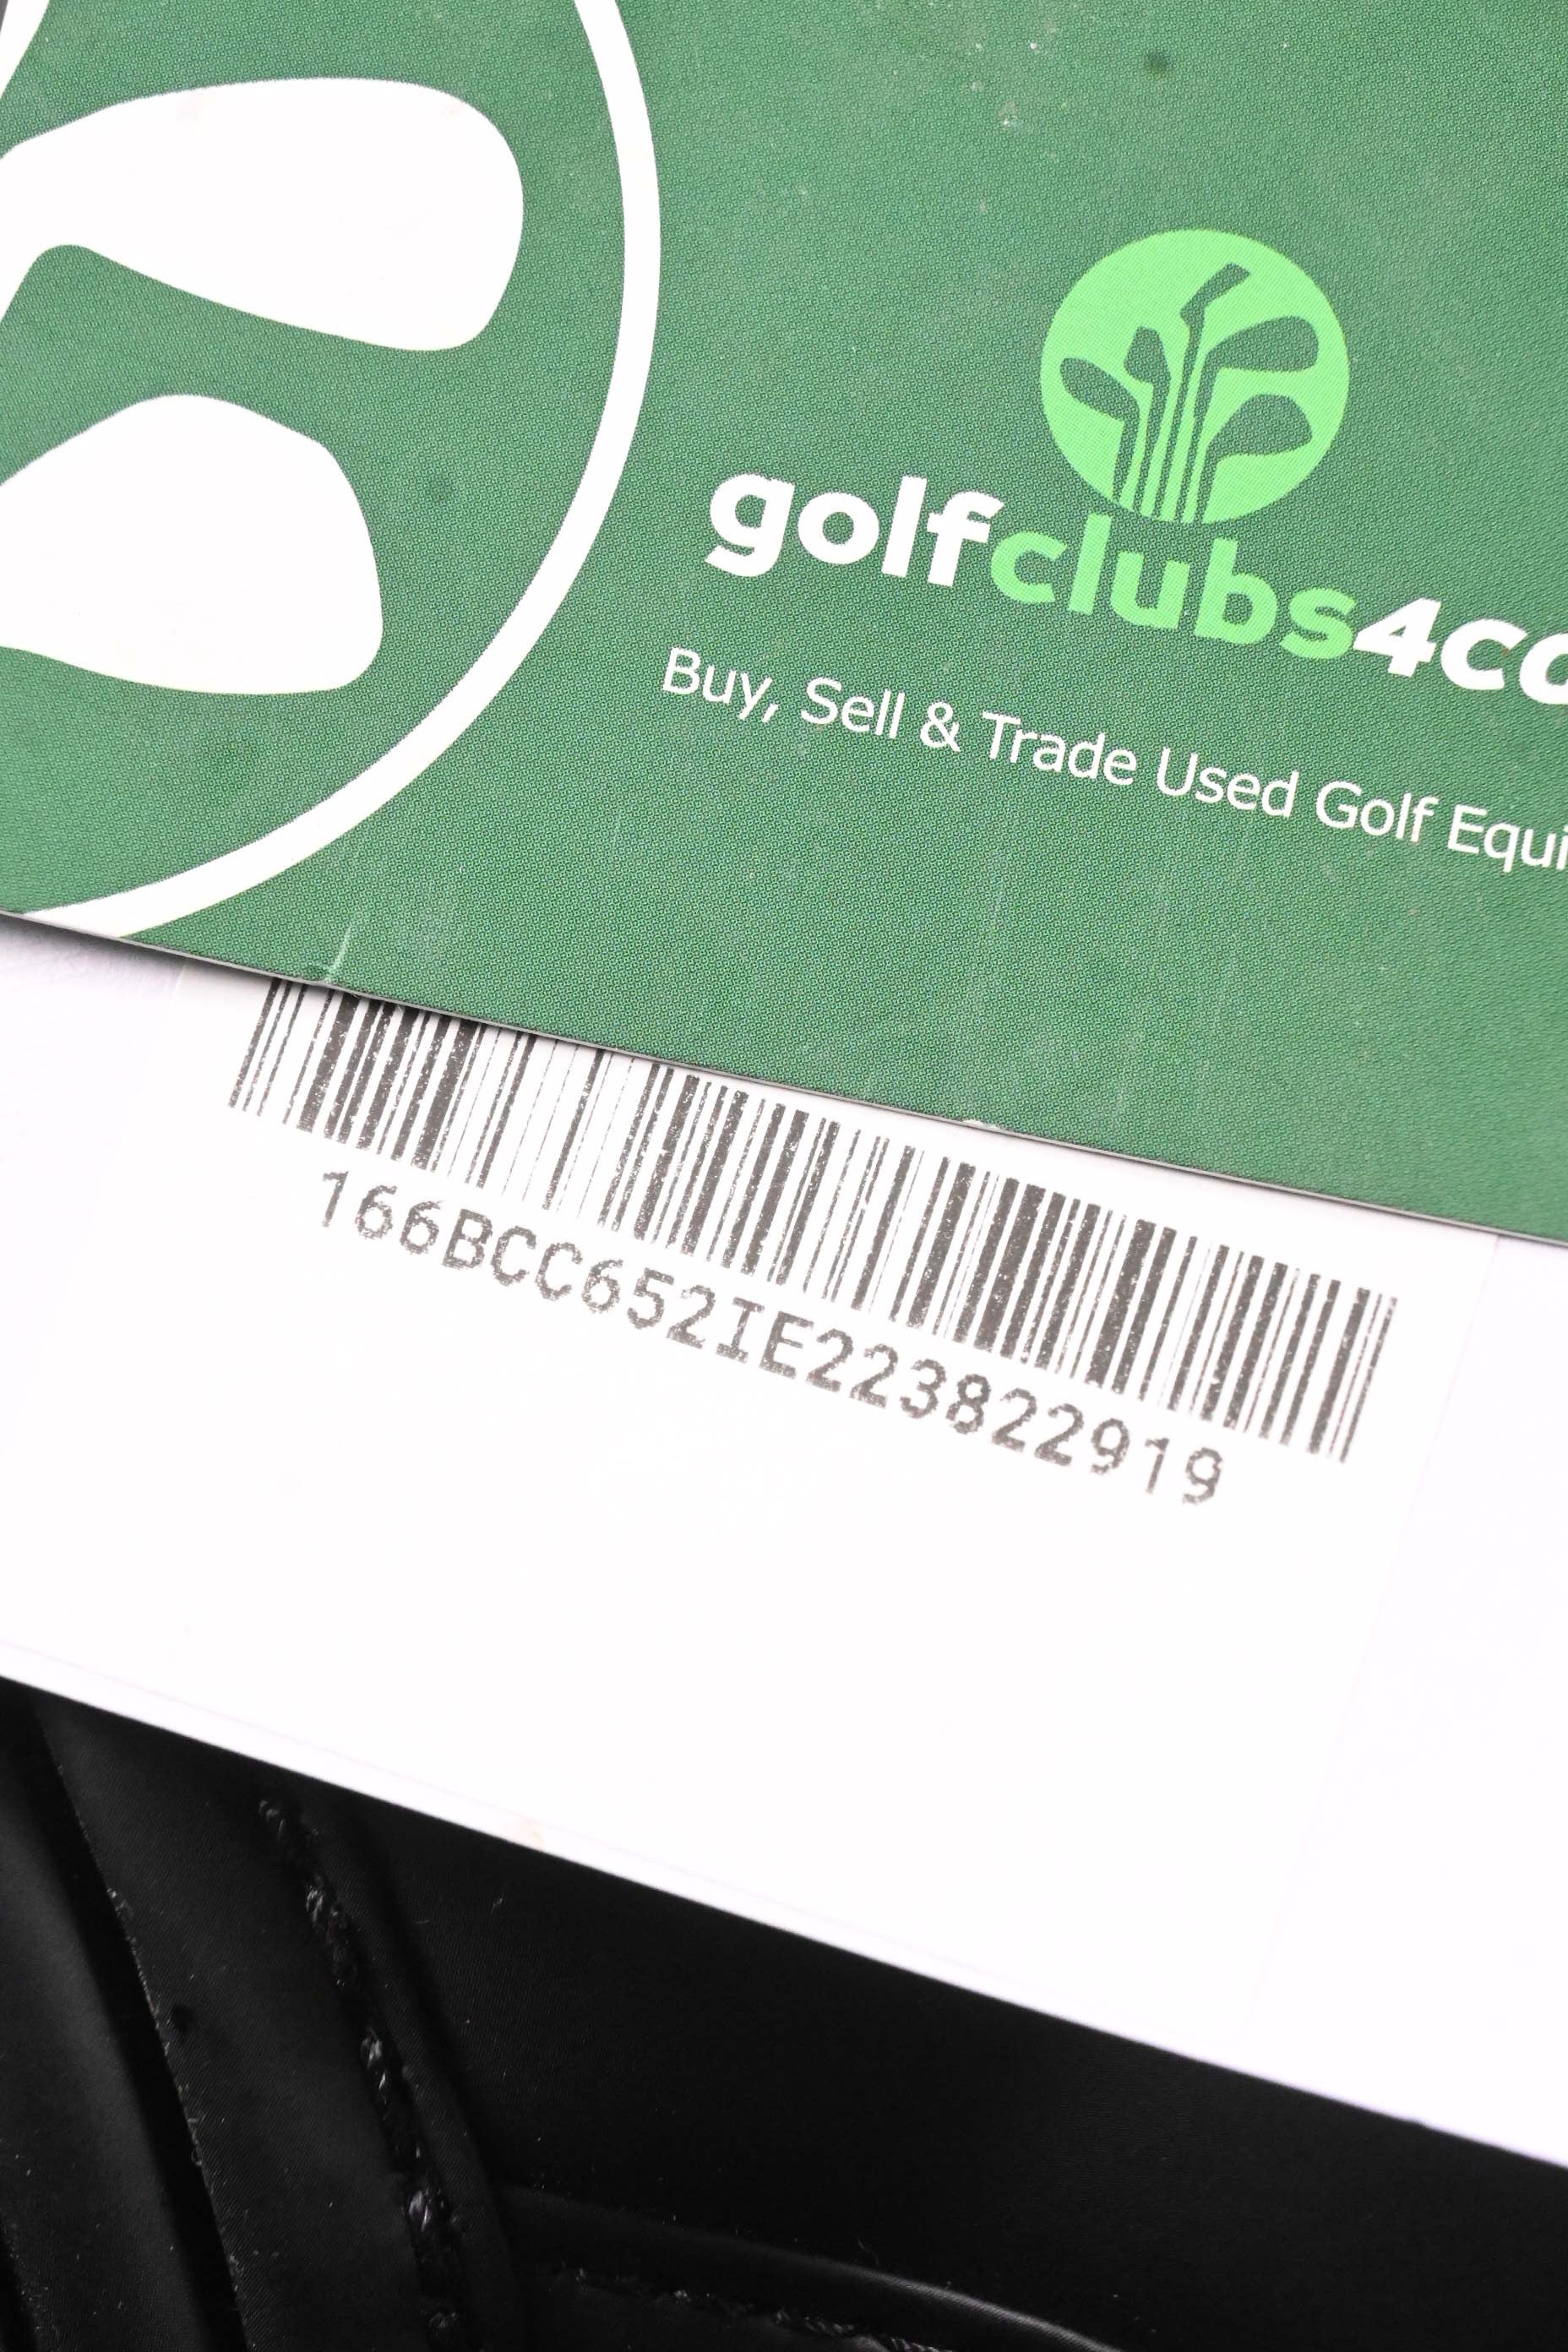 golfclubs4co
Buy, Sell & Trade Used Golf Equi
166BCC652IE223822919